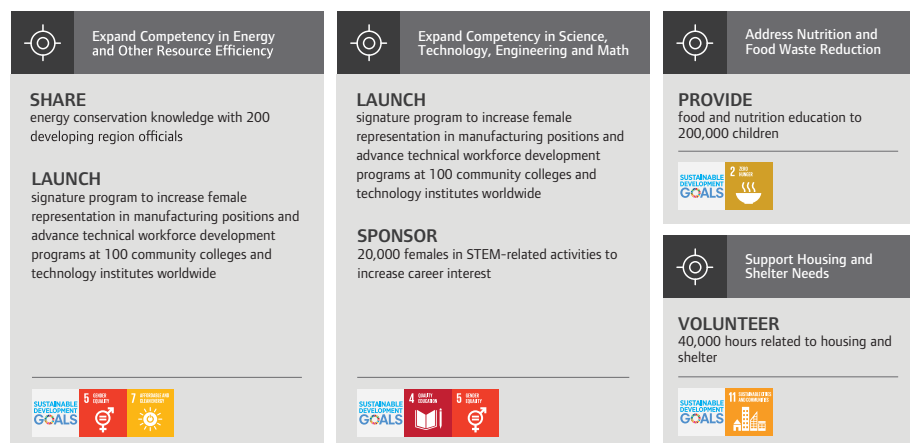 Expand Competency in Energy
and Other Resource Efficiency
SHARE
energy conservation knowledge with 200
developing region officials
LAUNCH
signature program to increase female
representation in manufacturing positions and
advance technical workforce development
programs at 100 community colleges and
technology institutes worldwide
SUSTAINABLE
DEVELOPMENT
GOALS
5 GENDER
EQUALITY
7 AFFORDABLE AND
CLEAN ENERGY
Expand Competency in Science,
Technology, Engineering and Math
LAUNCH
signature program to increase female
representation in manufacturing positions and
advance technical workforce development
programs at 100 community colleges and
technology institutes worldwide
SPONSOR
20,000 females in STEM-related activities to
increase career interest
SUSTAINABLE
DEVELOPMENT
GOALS
4 QUALITY
EDUCATION
5 GENDER
EQUALITY
Address Nutrition and
Food Waste Reduction
PROVIDE
food and nutrition education to
200,000 children
SUSTAINABLE
DEVELOPMENT
GOALS
2 ZERO
HUNGER
Support Housing and
Shelter Needs
VOLUNTEER
40,000 hours related to housing and
shelter
SUSTAINABLE
DEVELOPMENT
GOALS
11 SUSTAINABLE CITIES
AND COMMUNITIES